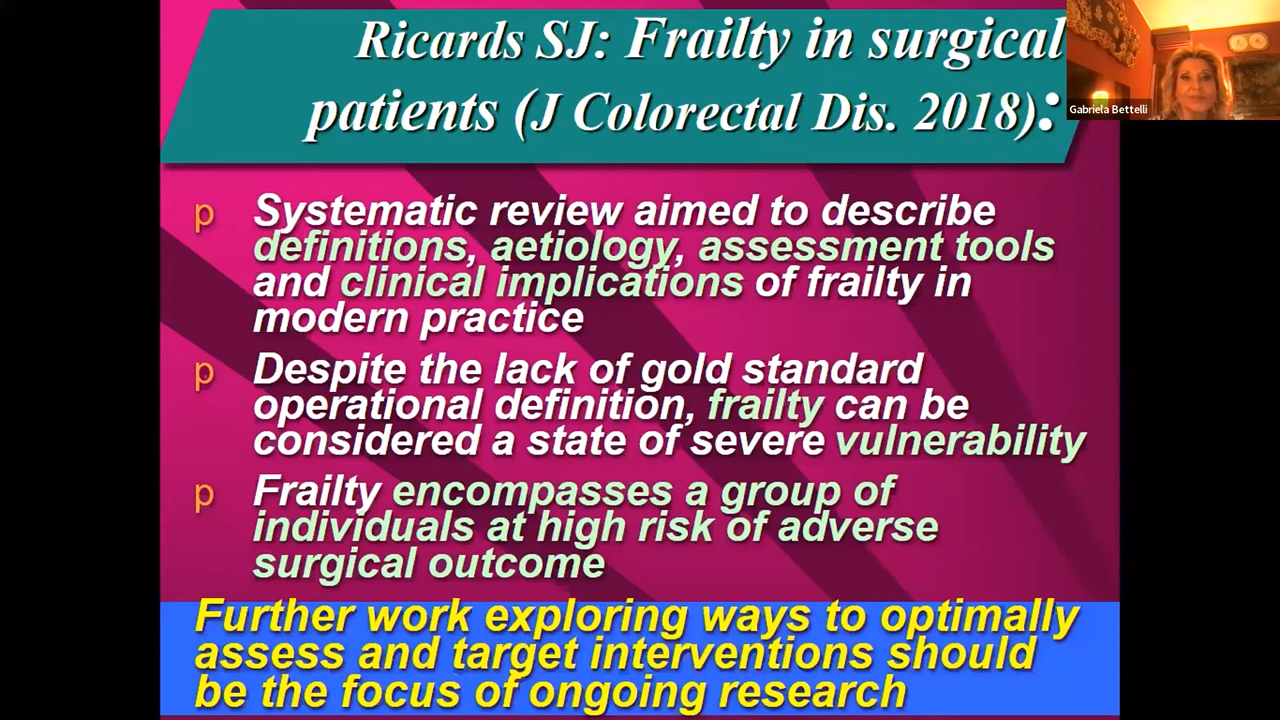 Ricards SJ: Frailty in surgical
patients (J Colorectal Dis. 2018):
Gabriela Bettelli
p Systematic review aimed to describe
definitions, aetiology, assessment tools
and clinical implications of frailty in
modern practice
p Despite the lack of gold standard
operational definition, frailty can be
considered a state of severe vulnerability
p Frailty encompasses a group of
individuals at high risk of adverse
surgical outcome
Further work exploring ways to optimally
assess and target interventions should
be the focus of ongoing research